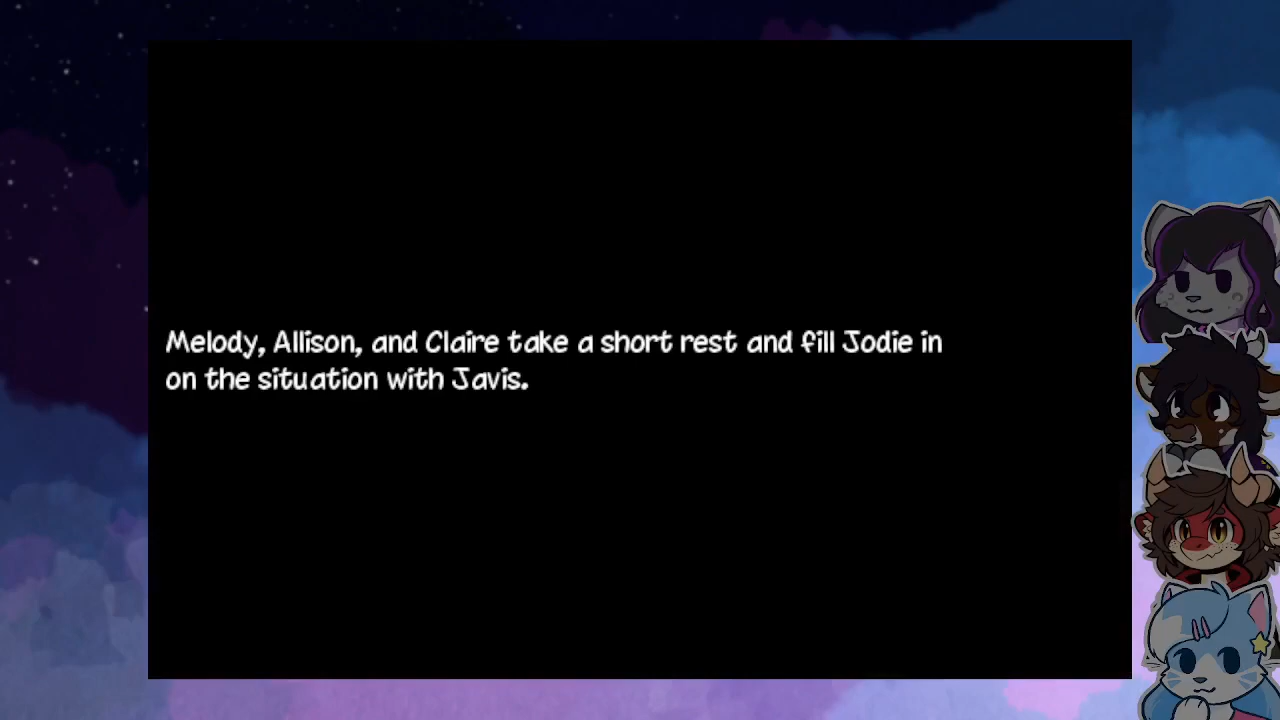 Melody, Allison, and Claire take a short rest and fill Jodie in
on the situation with Javis.